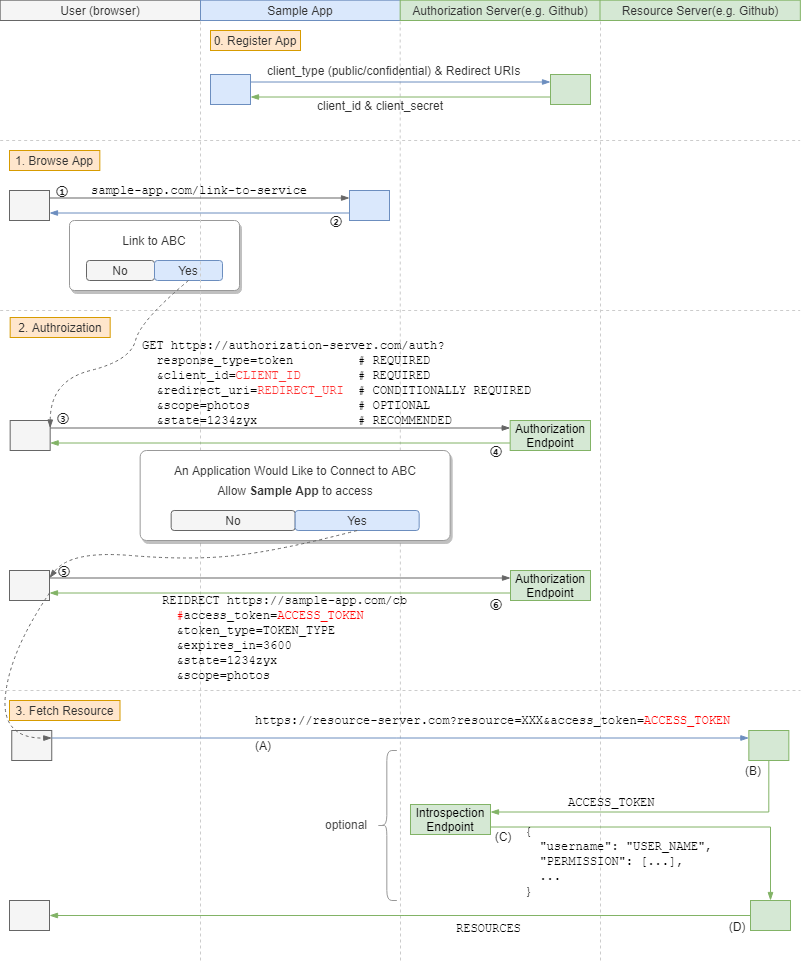 User (browser)
Sample App
Authorization Server(e.g. Github)
Resource Server(e.g. Github)
0. Register App
client_type (public/confidential) & Redirect URIs
client_id & client_secret
1. Browse App
① sample-app.com/link-to-service
②
Link to ABC
No Yes
2. Authroization
GET https://authorization-server.com/auth?
response_type=token # REQUIRED
&client_id=CLIENT_ID # REQUIRED
&redirect_uri=REDIRECT_URI # CONDITIONALLY REQUIRED
&scope=photos # OPTIONAL
&state=1234zyx # RECOMMENDED
③
Authorization
Endpoint
④
An Application Would Like to Connect to ABC
Allow Sample App to access
No Yes
⑤
Authorization
Endpoint
⑥
REIDRECT https://sample-app.com/cb
#access_token=ACCESS_TOKEN
&token_type=TOKEN_TYPE
&expires_in=3600
&state=1234zyx
&scope=photos
3. Fetch Resource
https://resource-server.com?resource=XXX&access_token=ACCESS_TOKEN
(A)
(B)
ACCESS_TOKEN
Introspection
Endpoint
optional
(C)
{
"username": "USER_NAME",
"PERMISSION": [...],
...
}
RESOURCES
(D)